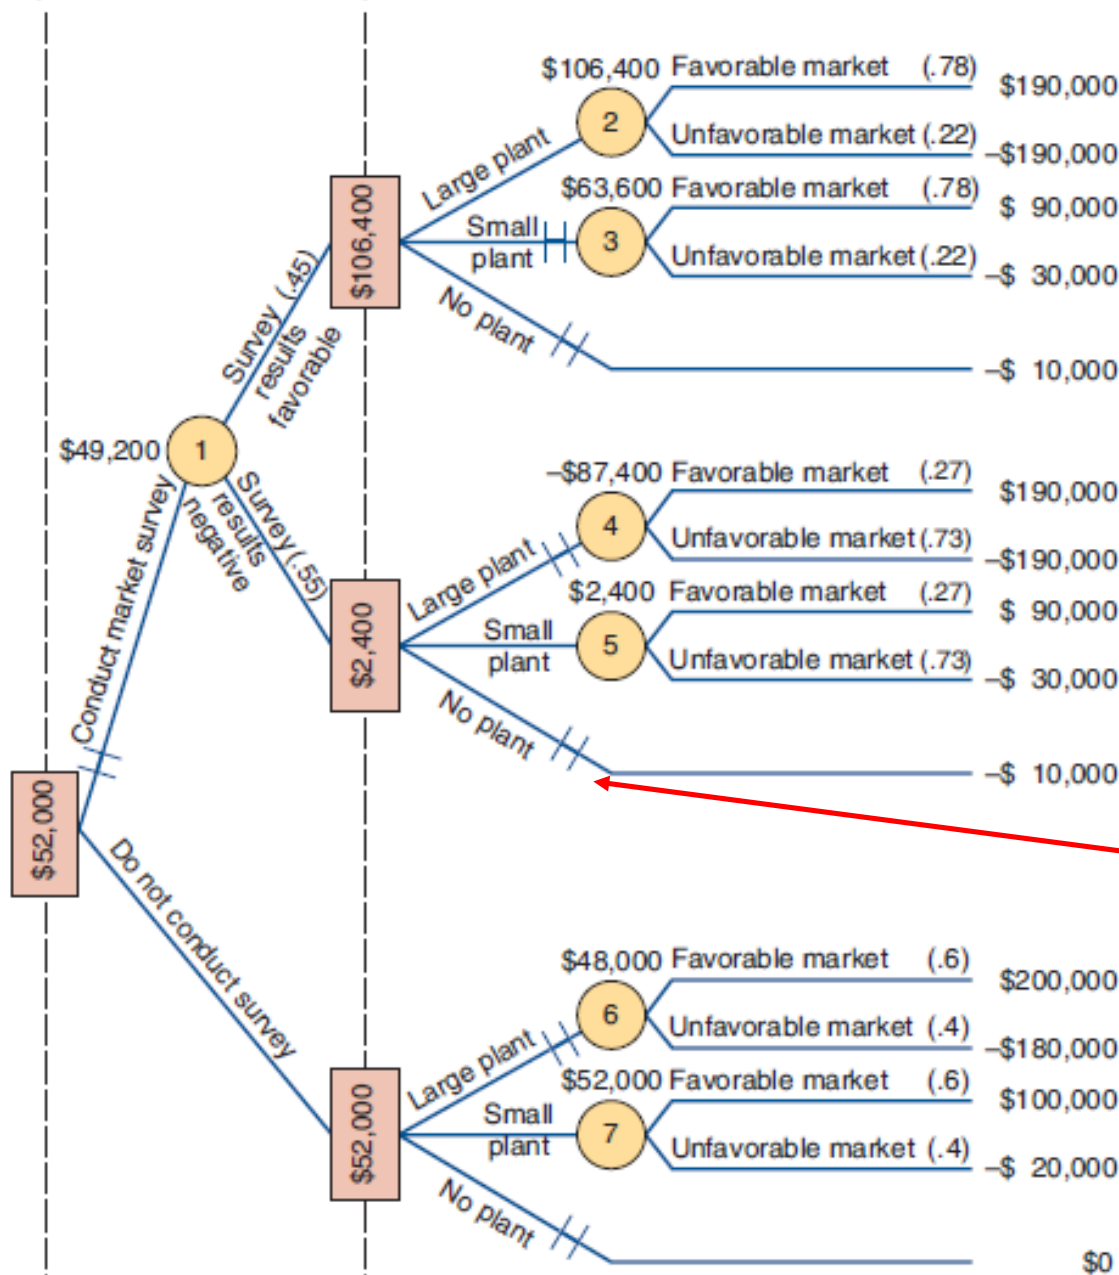 $106,400 Favorable market (.78)
$190,000
2
Unfavorable market (.22)
–$190,000
Large plant
$63,600 Favorable market (.78)
$ 90,000
$106,400
Small
plant
3
Unfavorable market (.22)
–$ 30,000
No plant
–$ 10,000
Survey (.45)
results
favorable
$49,200
1
Survey (.55)
results
negative
–$87,400 Favorable market (.27)
$190,000
4
Unfavorable market (.73)
–$190,000
Large plant
$2,400 Favorable market (.27)
$ 90,000
$2,400
Small
plant
5
Unfavorable market (.73)
–$ 30,000
No plant
–$ 10,000
Conduct market survey
$52,000
Do not conduct survey
$48,000 Favorable market (.6)
$200,000
6
Unfavorable market (.4)
–$180,000
Large plant
$52,000 Favorable market (.6)
$100,000
$52,000
Small
plant
7
Unfavorable market (.4)
–$ 20,000
No plant
$0